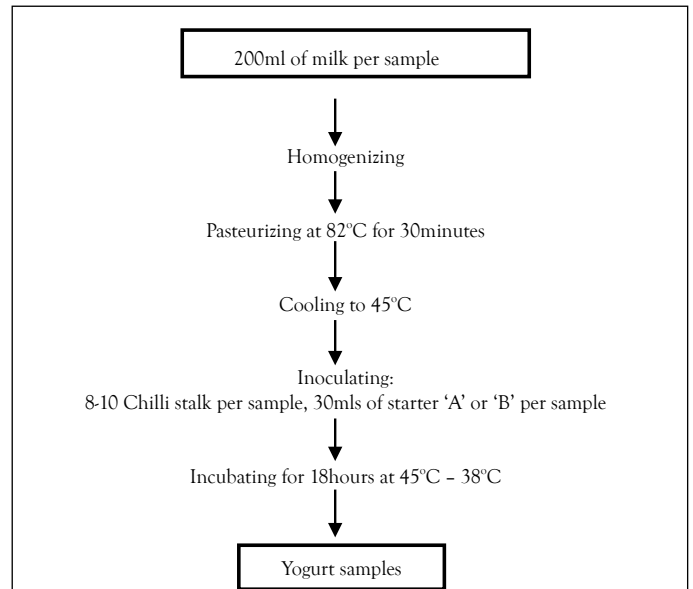 200ml of milk per sample
Homogenizing
Pasteurizing at 82°C for 30minutes
Cooling to 45°C
Inoculating:
8-10 Chilli stalk per sample, 30mls of starter ‘A’ or ‘B’ per sample
Incubating for 18hours at 45°C – 38°C
Yogurt samples